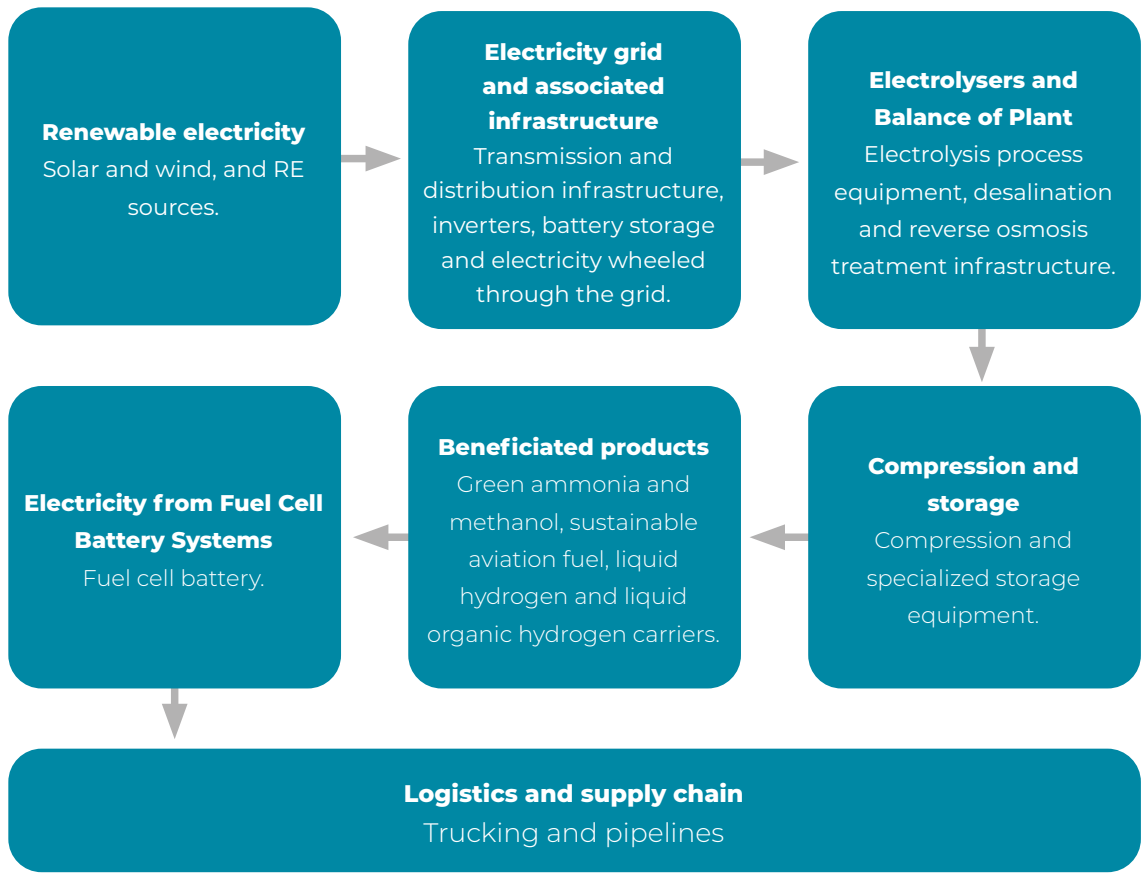 Renewable electricity
Solar and wind, and RE
sources.
Electricity grid
and associated
infrastructure
Transmission and
distribution infrastructure,
inverters, battery storage
and electricity wheeled
through the grid.
Electrolysers and
Balance of Plant
Electrolysis process
equipment, desalination
and reverse osmosis
treatment infrastructure.
Compression and
storage
Compression and
specialized storage
equipment.
Beneficiated products
Green ammonia and
methanol, sustainable
aviation fuel, liquid
hydrogen and liquid
organic hydrogen carriers.
Electricity from Fuel Cell
Battery Systems
Fuel cell battery.
Logistics and supply chain
Trucking and pipelines